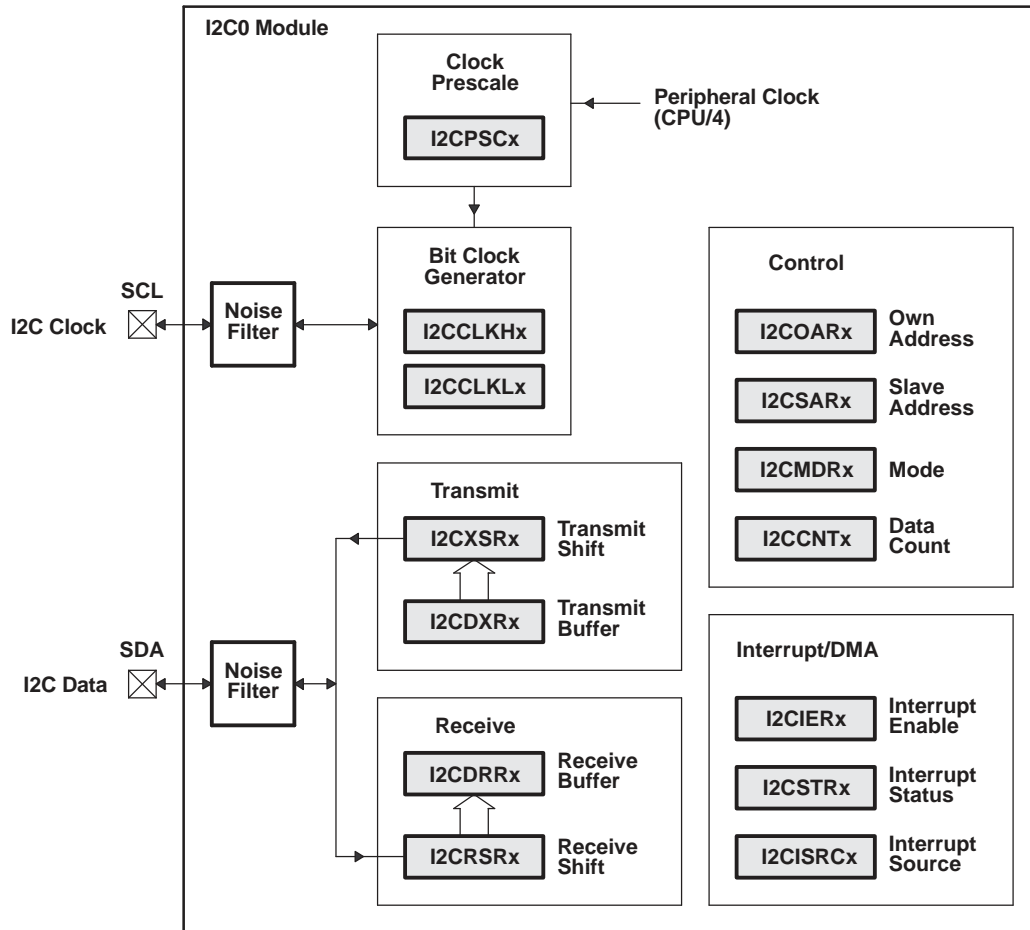 I2C0 Module
Clock
Prescale
I2CPSCx
Peripheral Clock
(CPU/4)
Bit Clock
Generator
I2CCLKHx
I2CCLKLx
SCL
I2C Clock
Noise
Filter
Control
I2COARx
Own
Address
I2CSARx
Slave
Address
I2CMDRx
Mode
I2CCNTx
Data
Count
Transmit
I2CXSRx
Transmit
Shift
I2CDXRx
Transmit
Buffer
SDA
I2C Data
Noise
Filter
Receive
I2CDRRx
Receive
Buffer
I2CRSRx
Receive
Shift
Interrupt/DMA
I2CIERx
Interrupt
Enable
I2CSTRx
Interrupt
Status
I2CISRCx
Interrupt
Source